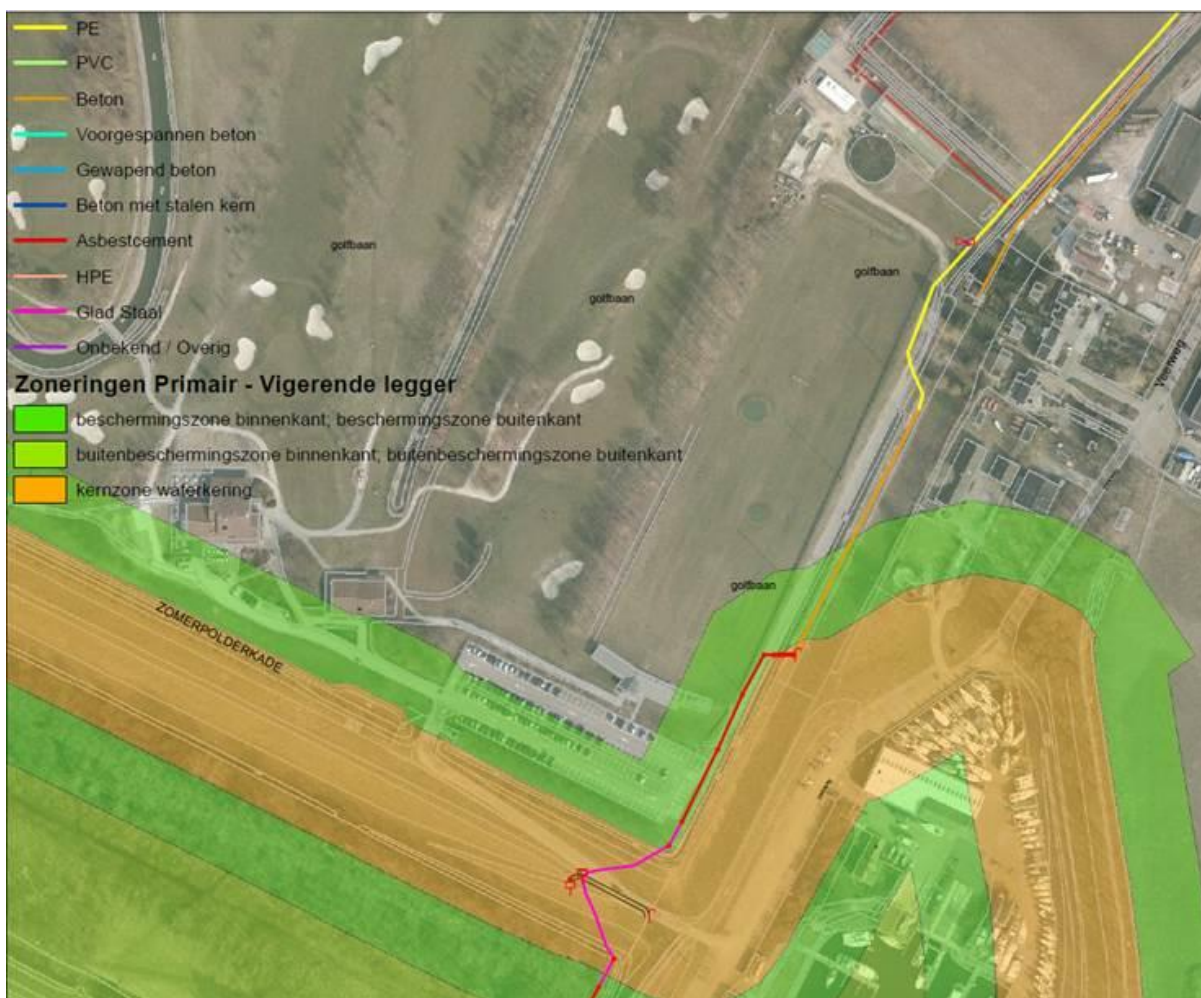 PE
PVC
Beton
Voorgespannen beton
Gewapend beton
Beton met stalen kern
Asbestcement
HPE
Glad Staal
Onbekend / Overig
Zoneringen Primair - Vigerende legger
beschermingszone binnenkant; beschermingszone buitenkant
buitenbeschermingszone binnenkant; buitenbeschermingszone buitenkant
kernzone waterkering
golfbaan
golfbaan
golfbaan
golfbaan
ZOMERPOLDERKADE